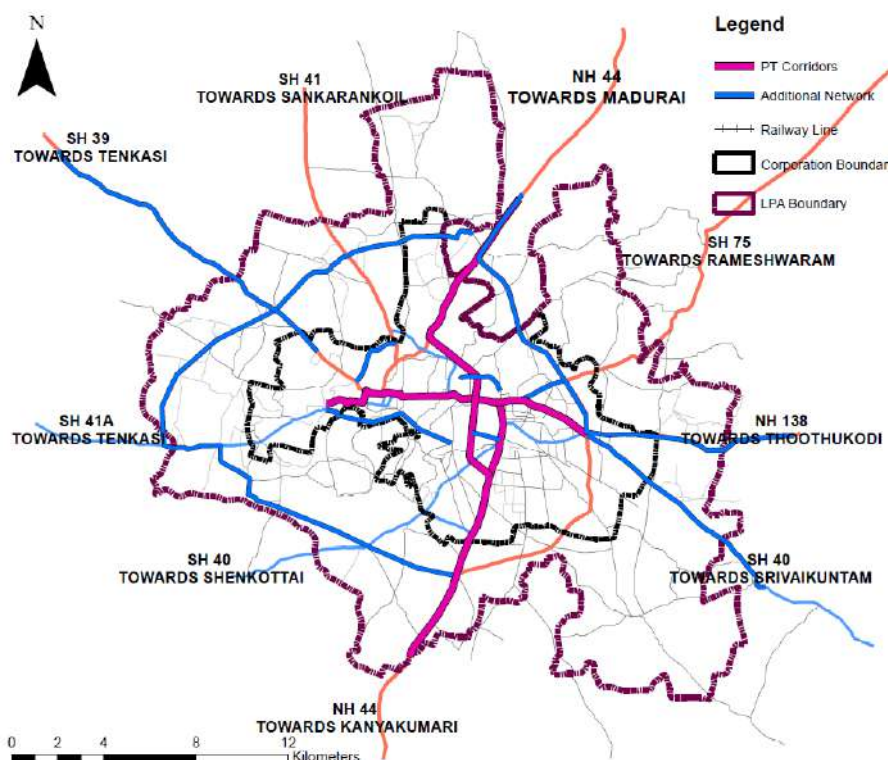 N
Legend
PT Corridors
Additional Network
Railway Line
Corporation Boundar
LPA Boundary
SH 41
TOWARDS SANKARANKOIL
NH 44
TOWARDS MADURAI
SH 39
TOWARDS TENKASI
SH 75
TOWARDS RAMESHWARAM
SH 41A
TOWARDS TENKASI
NH 138
TOWARDS THOOTHUKODI
SH 40
TOWARDS SHENKOTTAI
SH 40
TOWARDS SRIVAIKUNTAM
NH 44
TOWARDS KANYAKUMARI
0 2 4 8 12
Kilometers